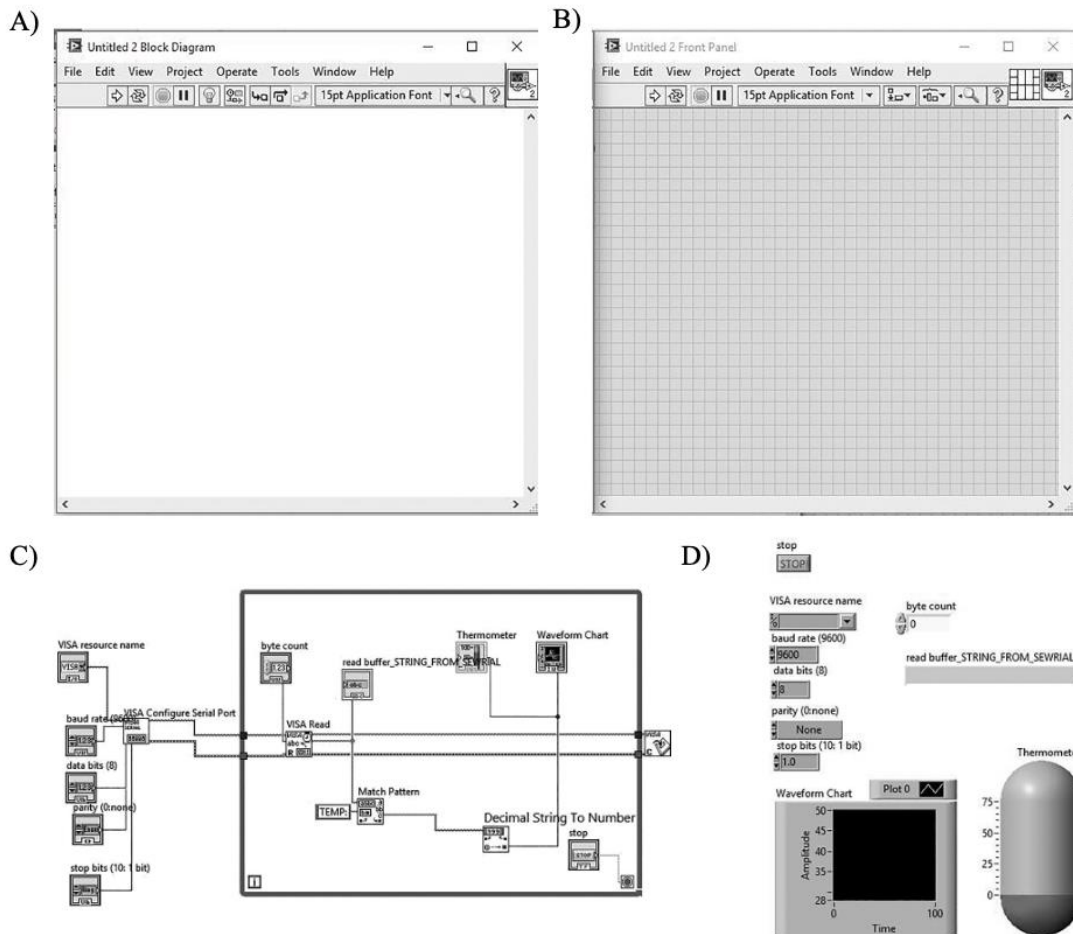 A)
Untitled 2 Block Diagram
File Edit View Project Operate Tools Window Help
15pt Application Font
2
B)
Untitled 2 Front Panel
File Edit View Project Operate Tools Window Help
15pt Application Font
2
C)
VISA resource name
baud rate (9600)
data bits (8)
parity (0:none)
stop bits (10: 1 bit)
VISA Configure Serial Port
byte count
read buffer_STRING_FROM_SEWRIAL
VISA Read
Thermometer
Waveform Chart
TEMP:
Match Pattern
Decimal String To Number
stop
STOP
i
D)
stop
STOP
VISA resource name
baud rate (9600)
9600
data bits (8)
8
parity (0:none)
None
stop bits (10: 1 bit)
1.0
byte count
0
read buffer_STRING_FROM_SEWRIAL
Waveform Chart
Plot 0
Amplitude
50
45
40
35
28
0
100
Time
Thermomet
75
50
25
0